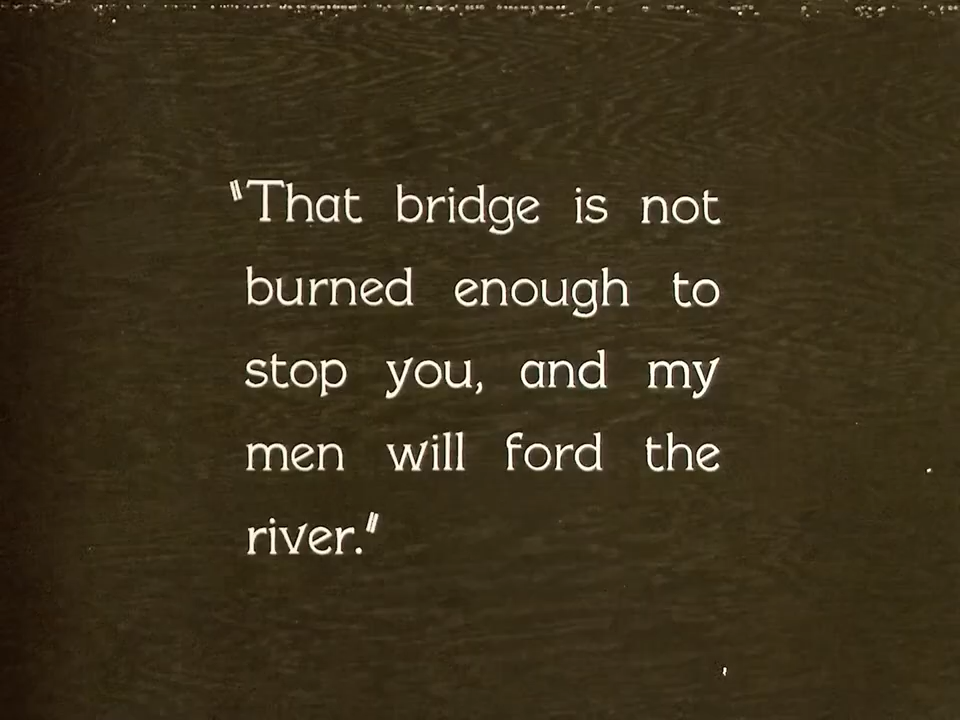 "That bridge is not
burned enough to
stop you, and my
men will ford the
river."